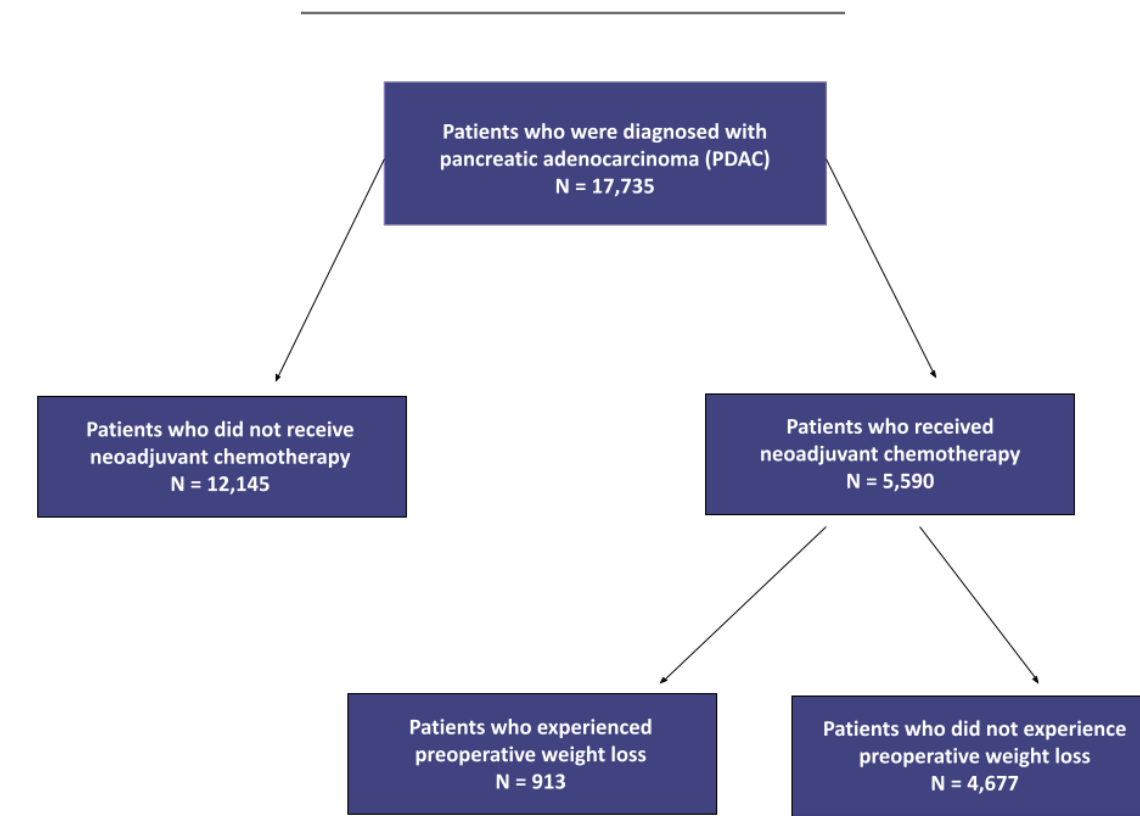 Patients who were diagnosed with
pancreatic adenocarcinoma (PDAC)
N = 17,735
Patients who did not receive
neoadjuvant chemotherapy
N = 12,145
Patients who received
neoadjuvant chemotherapy
N = 5,590
Patients who experienced
preoperative weight loss
N = 913
Patients who did not experience
preoperative weight loss
N = 4,677